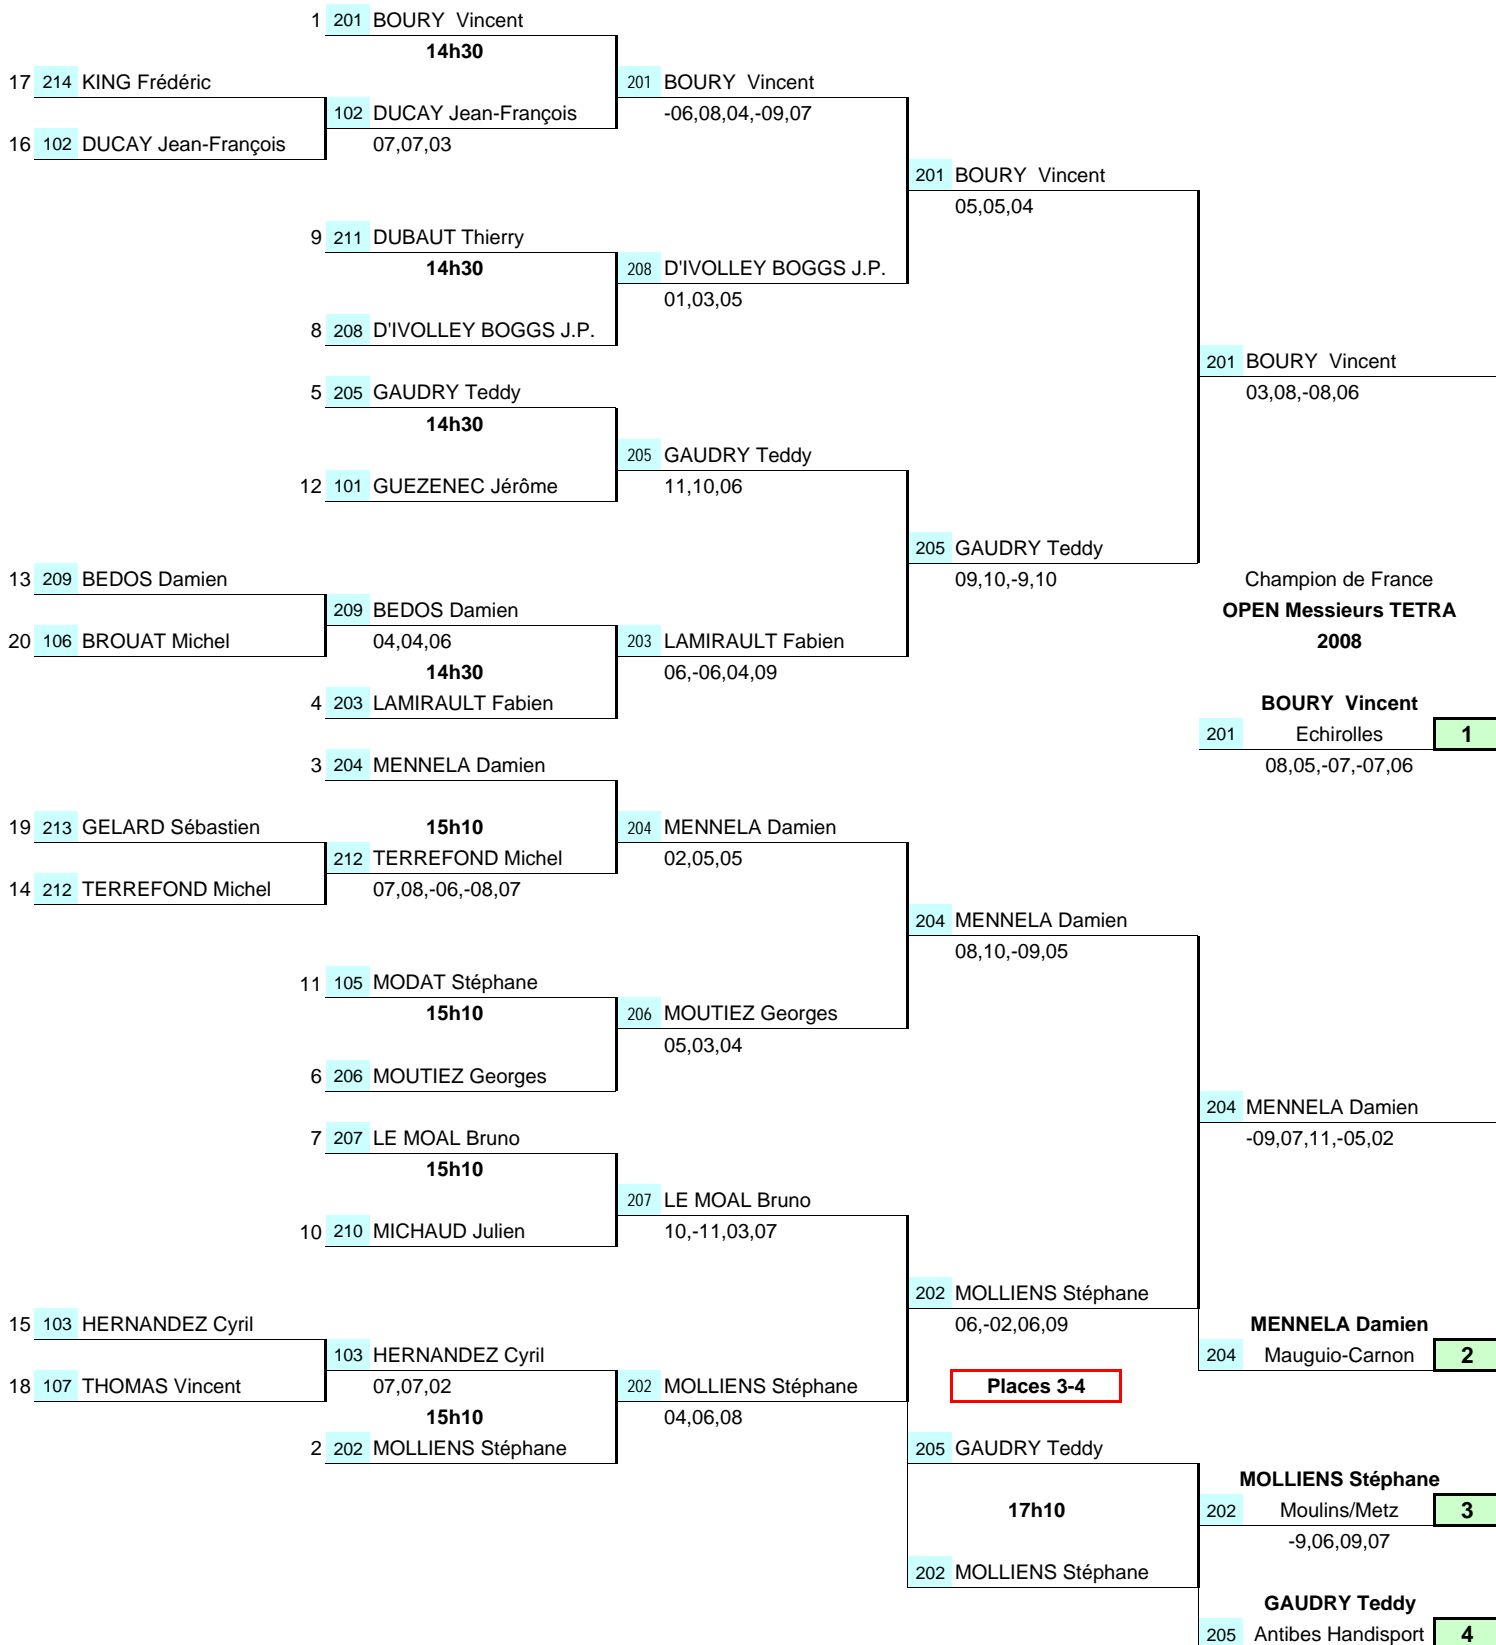 1 201 BOURY Vincent
14h30
17 214 KING Frédéric
201 BOURY Vincent
102 DUCAY Jean-François
-06,08,04,-09,07
16 102 DUCAY Jean-François
07,07,03
201 BOURY Vincent
05,05,04
9 211 DUBAUT Thierry
14h30
208 D'IVOLLEY BOGGS J.P.
01,03,05
8 208 D'IVOLLEY BOGGS J.P.
201 BOURY Vincent
03,08,-08,06
5 205 GAUDRY Teddy
14h30
205 GAUDRY Teddy
11,10,06
12 101 GUEZENEC Jérôme
205 GAUDRY Teddy
09,10,-9,10
13 209 BEDOS Damien
Champion de France
209 BEDOS Damien
OPEN Messieurs TETRA
20 106 BROUAT Michel
04,04,06
203 LAMIRAULT Fabien
2008
14h30
06,-06,04,09
4 203 LAMIRAULT Fabien
BOURY Vincent
201 Echirolles 1
08,05,-07,-07,06
3 204 MENNELA Damien
19 213 GELARD Sébastien
15h10
204 MENNELA Damien
212 TERREFOND Michel
02,05,05
14 212 TERREFOND Michel
07,08,-06,-08,07
204 MENNELA Damien
08,10,-09,05
11 105 MODAT Stéphane
15h10
206 MOUTIEZ Georges
05,03,04
6 206 MOUTIEZ Georges
204 MENNELA Damien
-09,07,11,-05,02
7 207 LE MOAL Bruno
15h10
207 LE MOAL Bruno
10,-11,03,07
10 210 MICHAUD Julien
202 MOLLIENS Stéphane
06,-02,06,09
15 103 HERNANDEZ Cyril
MENNELA Damien
103 HERNANDEZ Cyril
204 Mauguio-Carnon 2
18 107 THOMAS Vincent
07,07,02
202 MOLLIENS Stéphane
Places 3-4
15h10
04,06,08
2 202 MOLLIENS Stéphane
205 GAUDRY Teddy
MOLLIENS Stéphane
17h10
202 Moulins/Metz 3
-9,06,09,07
202 MOLLIENS Stéphane
GAUDRY Teddy
205 Antibes Handisport 4